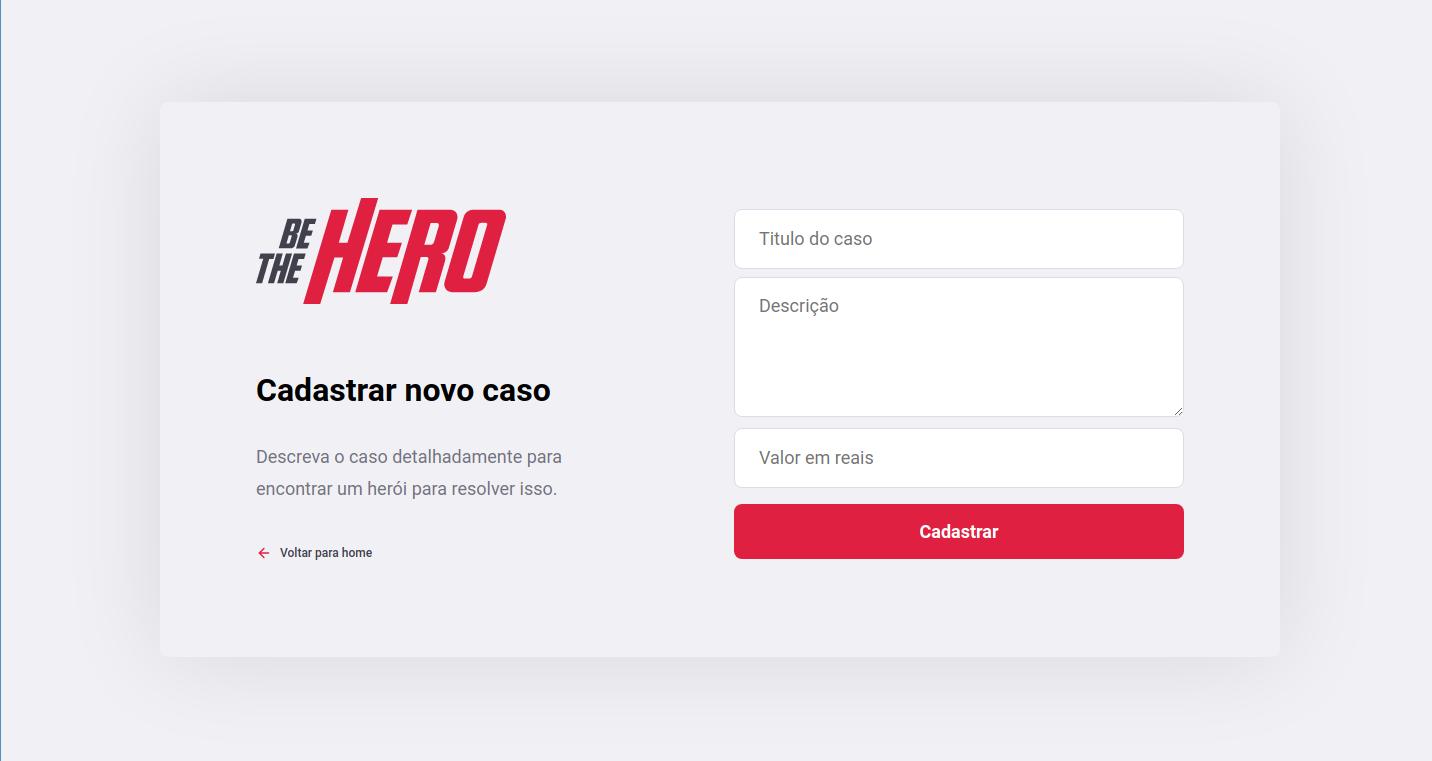 BE
THE
HERO
Cadastrar novo caso
Descreva o caso detalhadamente para
encontrar um herói para resolver isso.
Voltar para home
Titulo do caso
Descrição
Valor em reais
Cadastrar